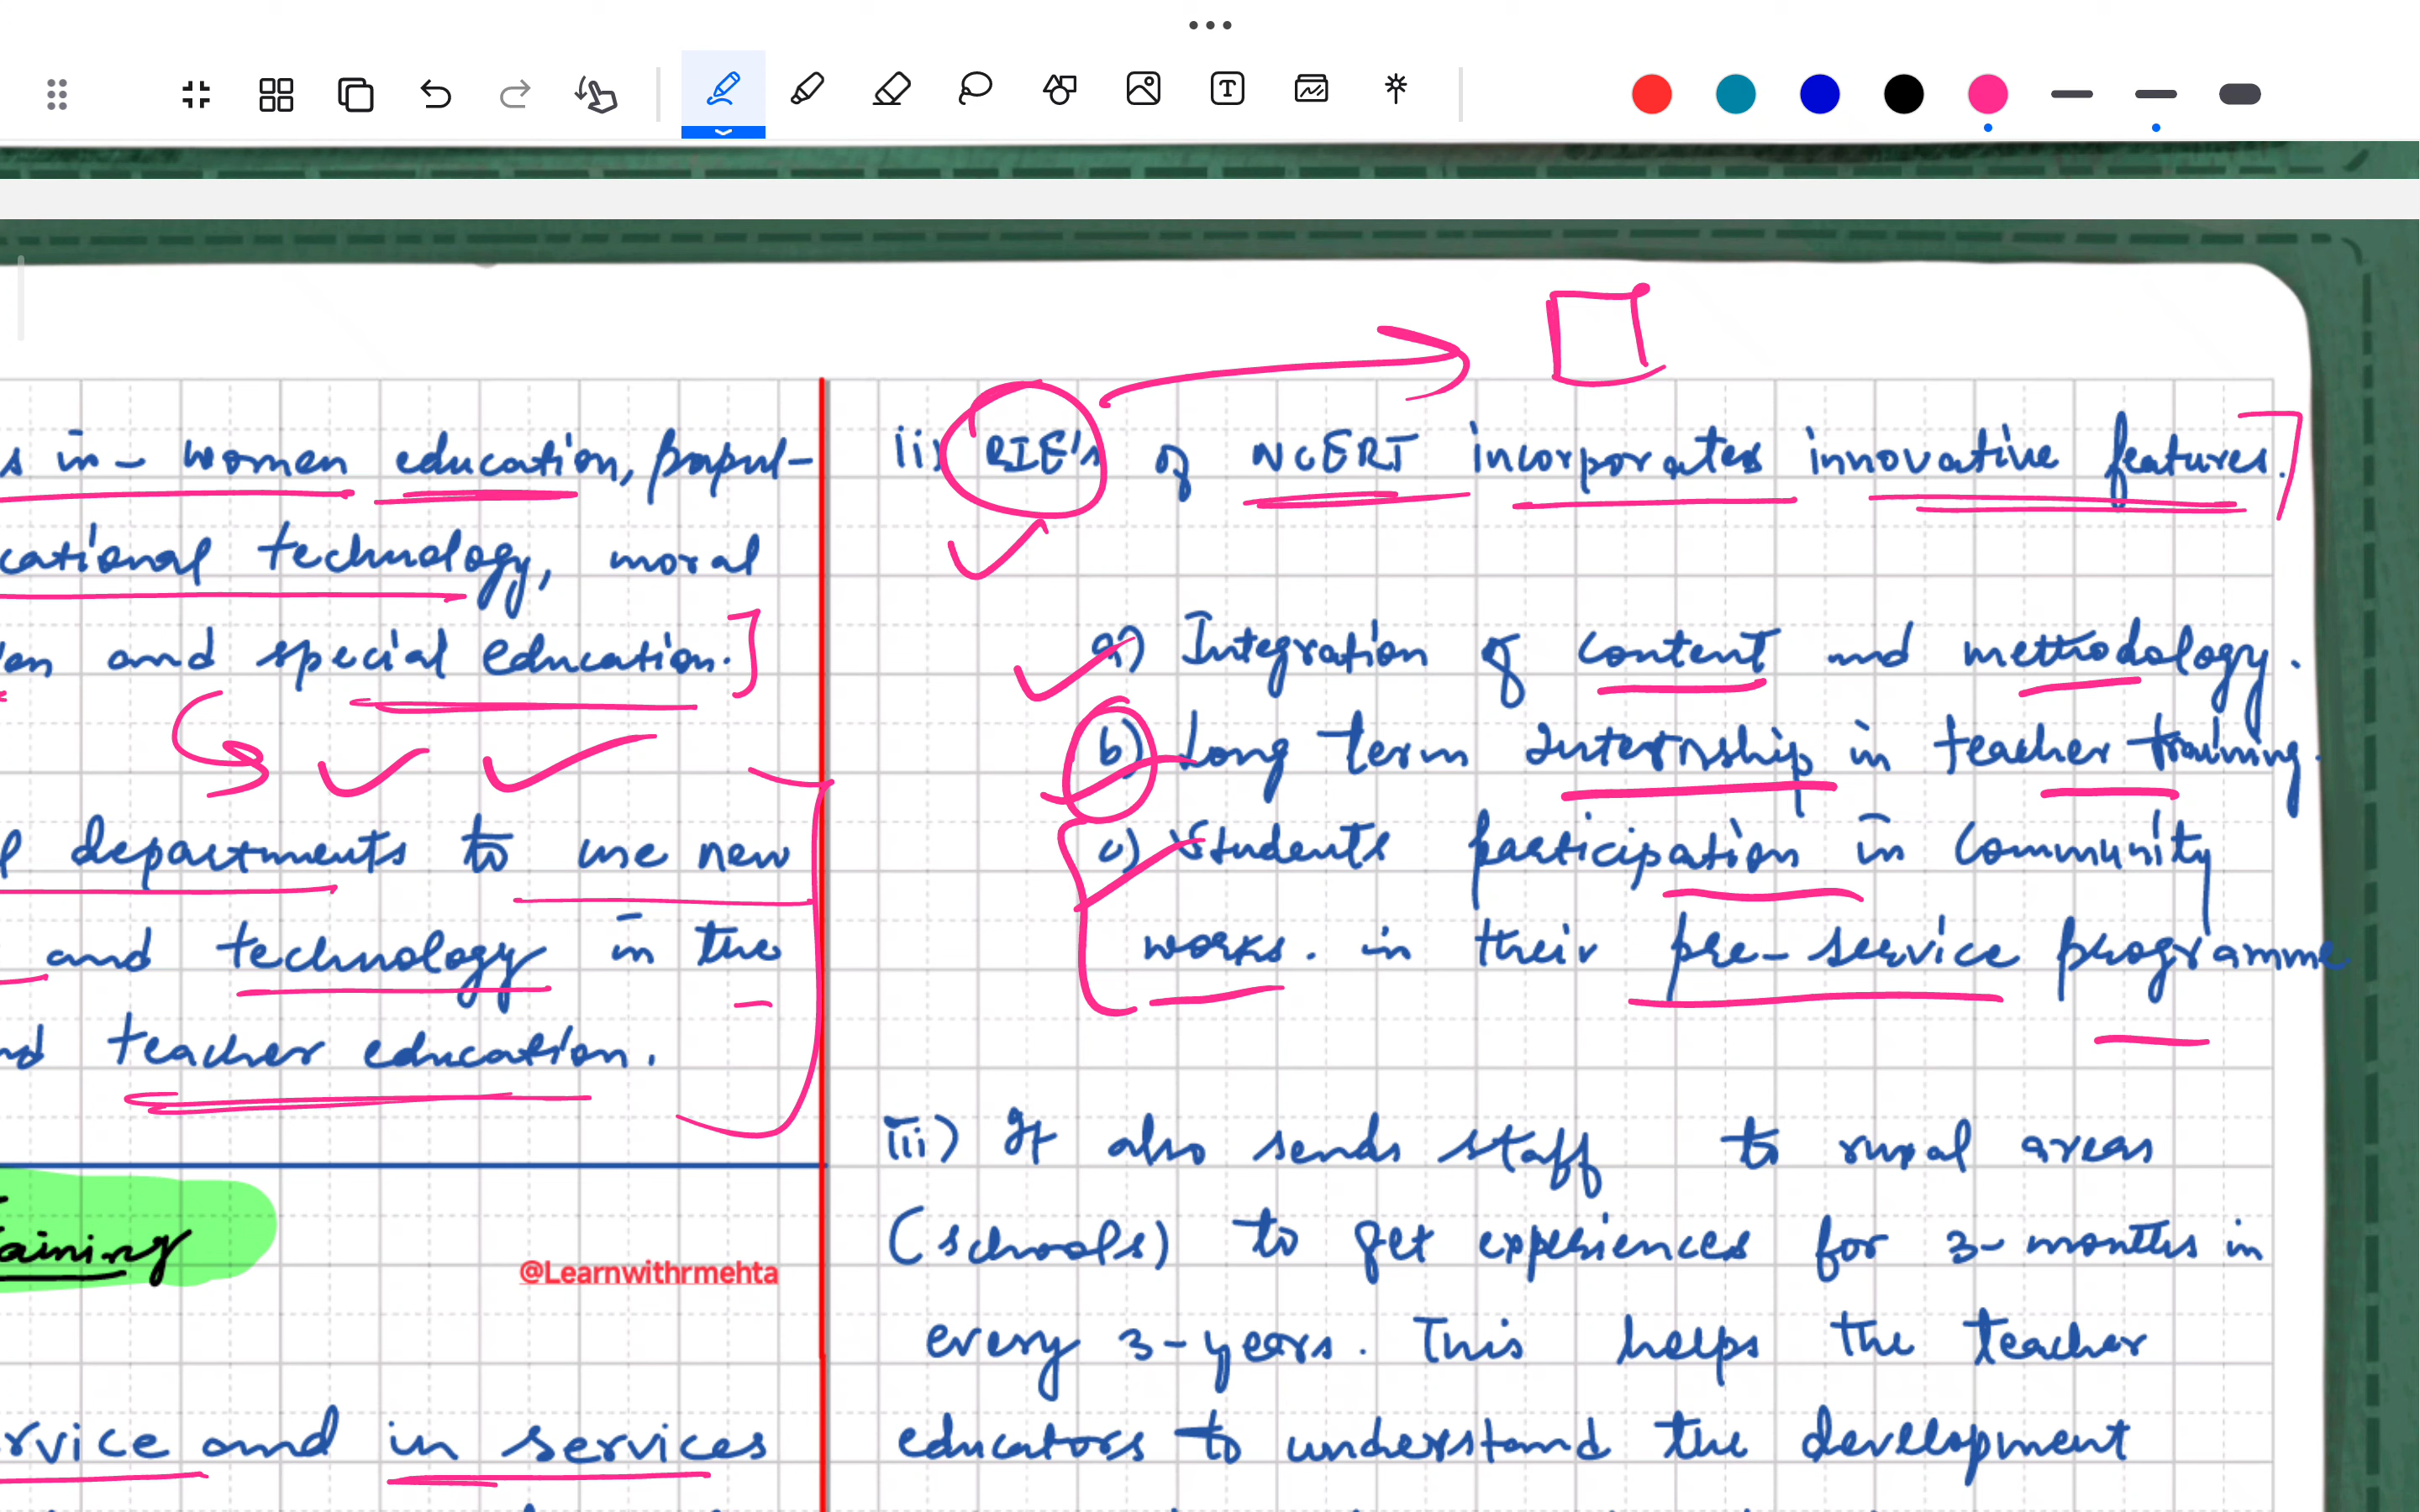 s in - women education, popul-
cational technology, moral
and special education.
departments to use new
and technology in the
teacher education.
aining
@Learnwithrmehta
rvice and in services
ii) RIE's of NCERT incorporates innovative features.
a) Integration of content and methodology.
b) Long term Internship in teacher training.
c) Students participation in Community
works. in their pre-service programme
iii) It also sends staff to rural areas
(schools) to get experiences for 3-months in
every 3-years. This helps the teacher
educators to understand the development